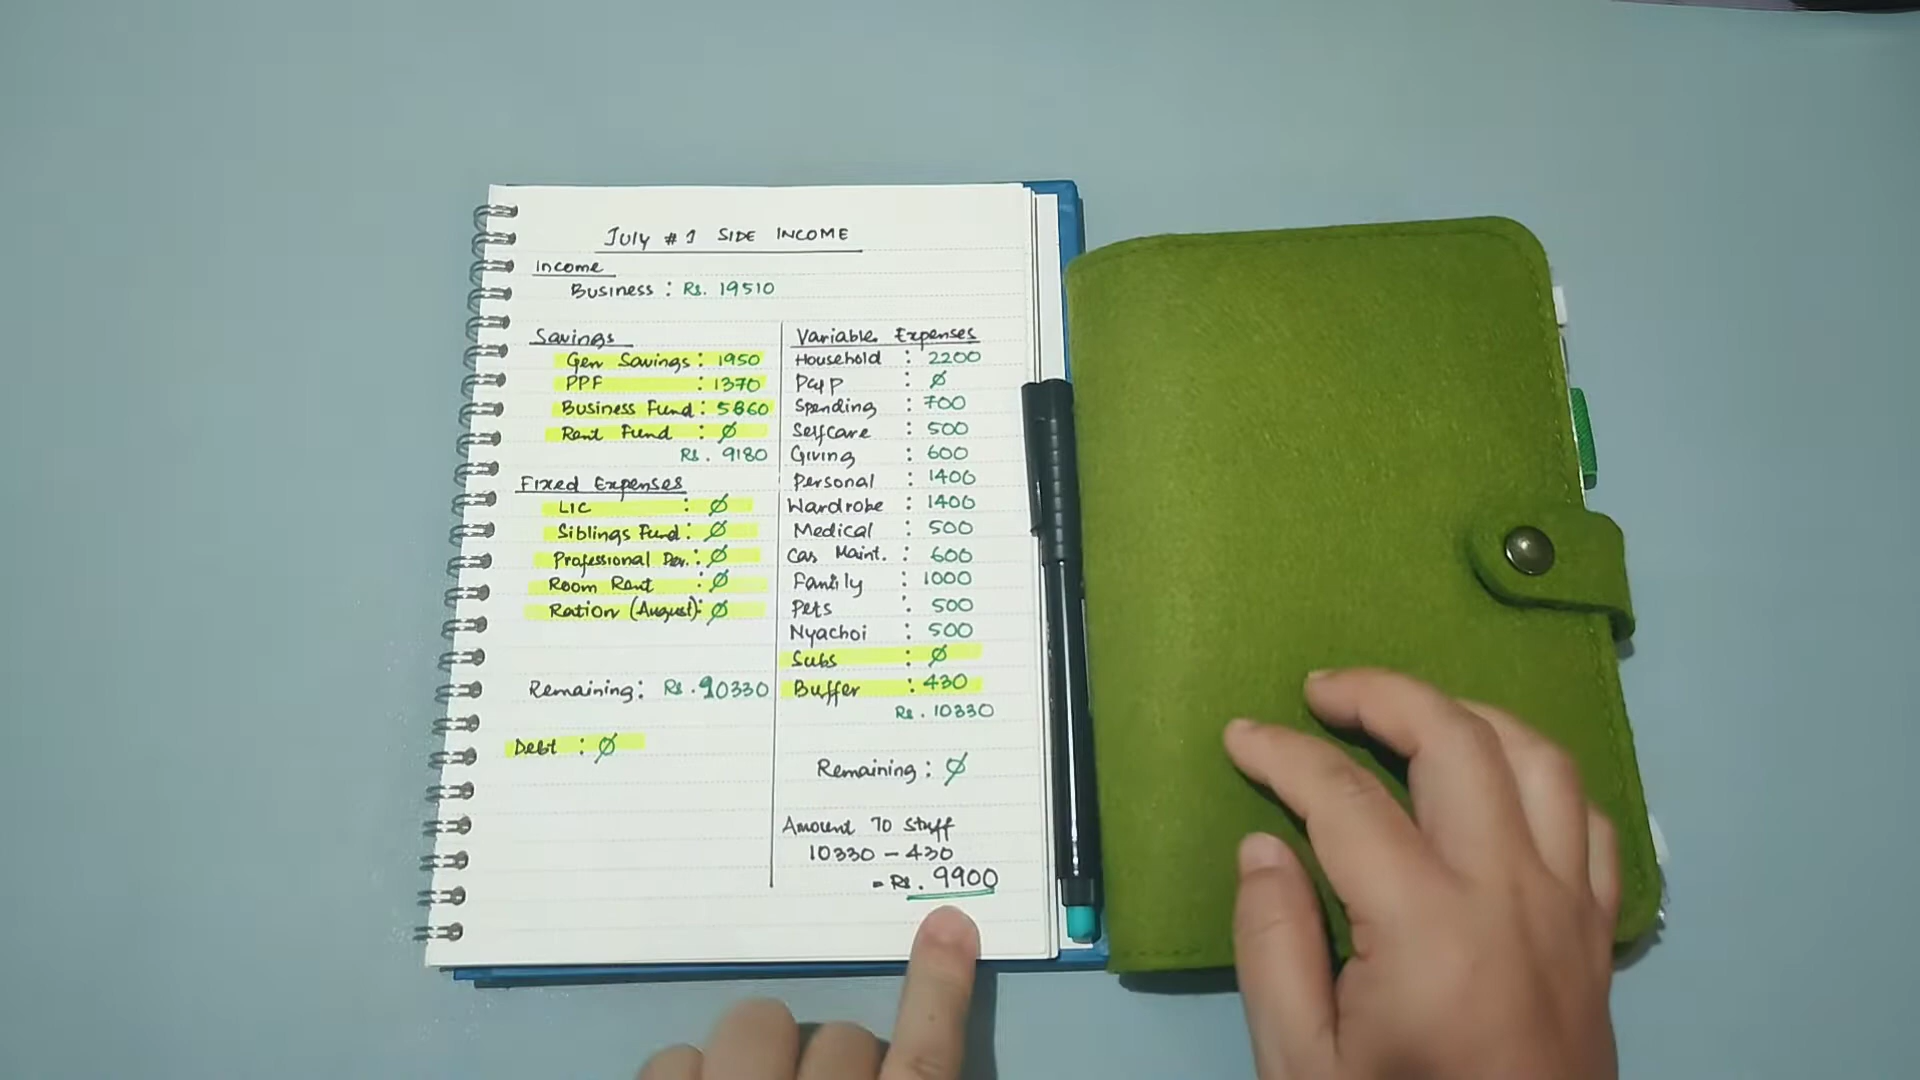 July #1 SIDE INCOME
Income
Business : Rs. 19510
Savings
Gen Savings : 1950
PPF : 1370
Business Fund : 5860
Rent Fund : ∅
Rs. 9180
Fixed Expenses
LIC : ∅
Siblings Fund : ∅
Professional Dev. : ∅
Room Rent : ∅
Ration (August) : ∅
Remaining : Rs. 10330
Debt : ∅
Variable Expenses
Household : 2200
: ∅
Spending : 700
Selfcare : 500
Giving : 600
Personal : 1400
Wardrobe : 1400
Medical : 500
Maint. : 600
Family : 1000
Pets : 500
Nyachoi : 500
Subs : ∅
Buffer : 430
Rs. 10330
Remaining : ∅
Amount To Stuff
10330 - 430
= Rs. 9900